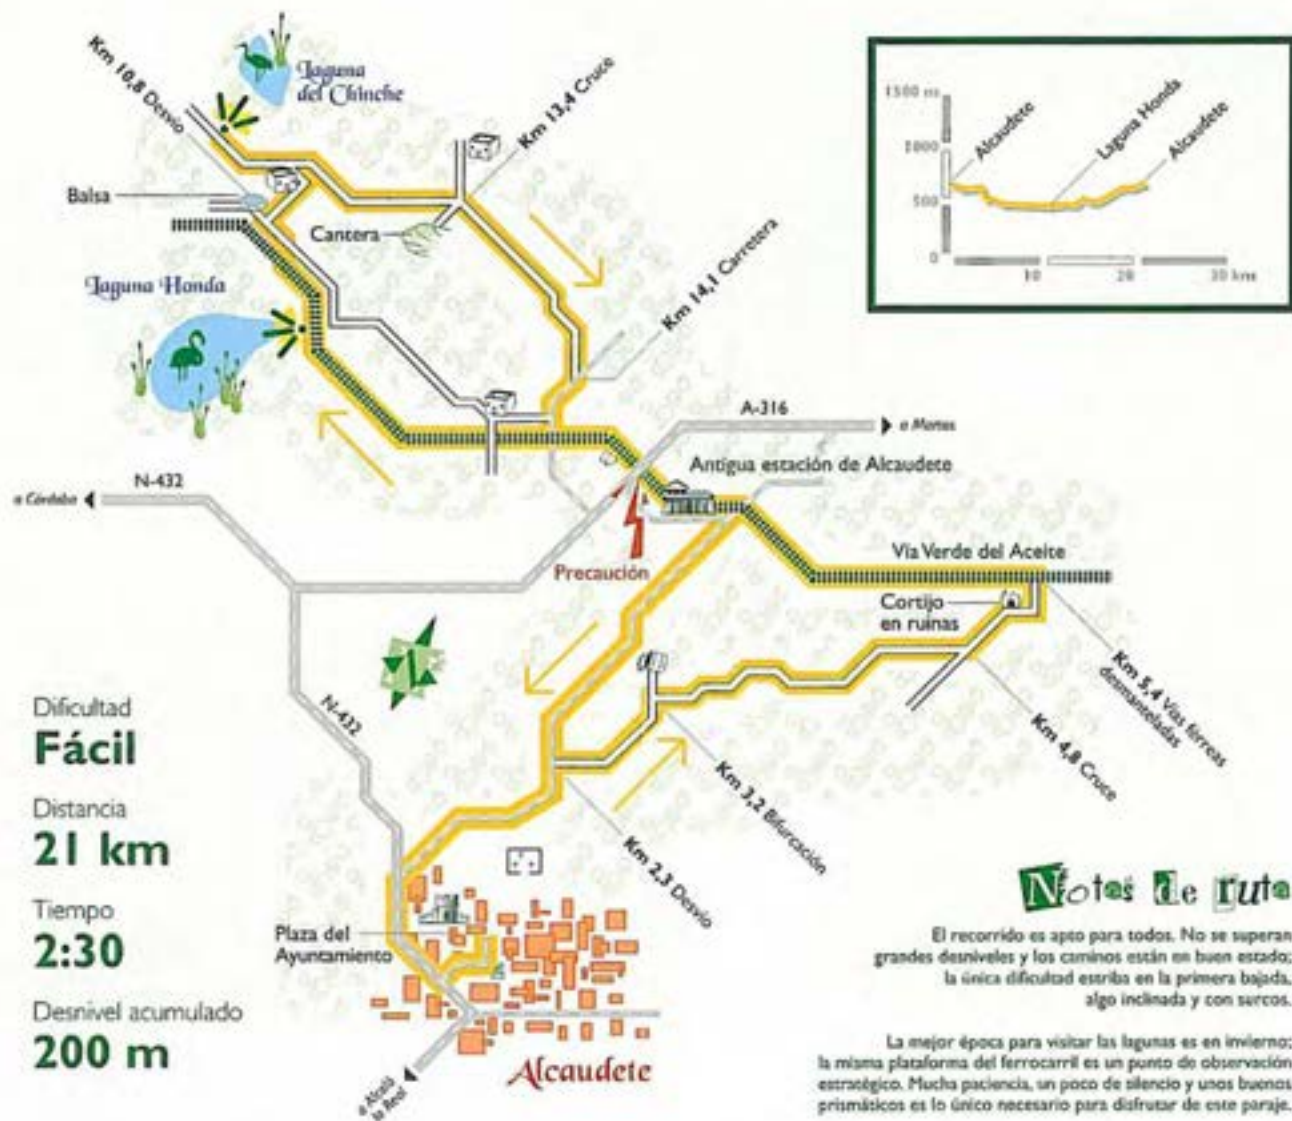 Km 10,8 Desvío
Laguna
del Chinche
Km 13,4 Cruce
Balsa
Cantera
Laguna Honda
Km 14,1 Carretera
A-316
a Martos
Antigua estación de Alcaudete
N-432
a Córdoba
Precaución
Vía Verde del Aceite
Cortijo
en ruinas
Km 5,4 Vías férreas
desmanteladas
Km 4,8 Cruce
Km 3,2 Bifurcación
Km 2,3 Desvío
N-432
Plaza del
Ayuntamiento
Alcaudete
a Alcalá
la Real
1500 ms
1000
500
0
10
20
30 kms
Alcaudete
Laguna Honda
Alcaudete
Dificultad
Fácil
Distancia
21 km
Tiempo
2:30
Desnivel acumulado
200 m
Notas de ruta
El recorrido es apto para todos. No se superan
grandes desniveles y los caminos están en buen estado;
la única dificultad estriba en la primera bajada,
algo inclinada y con surcos.
La mejor época para visitar las lagunas es en invierno;
la misma plataforma del ferrocarril es un punto de observación
estratégico. Mucha paciencia, un poco de silencio y unos buenos
prismáticos es lo único necesario para disfrutar de este paraje.